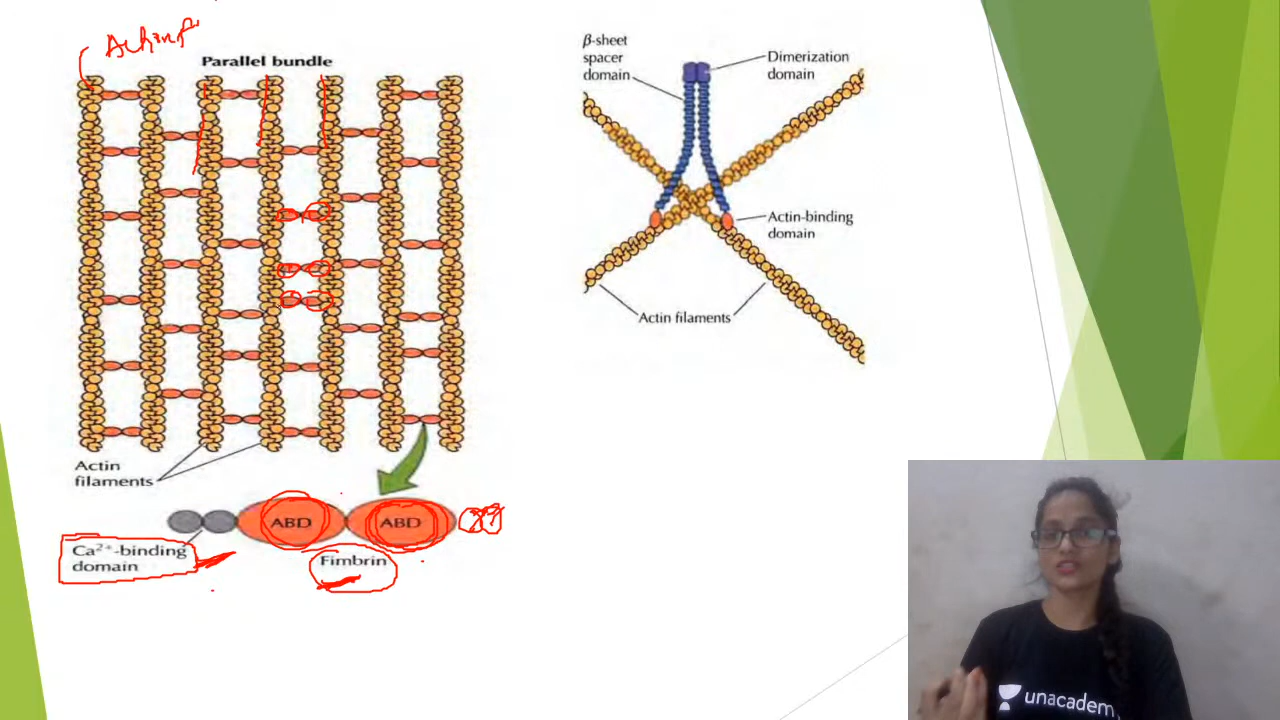 Parallel bundle
Actin
filaments
ABD
ABD
Ca²⁺-binding
domain
Fimbrin
β-sheet
spacer
domain
Dimerization
domain
Actin-binding
domain
Actin filaments
unacadem